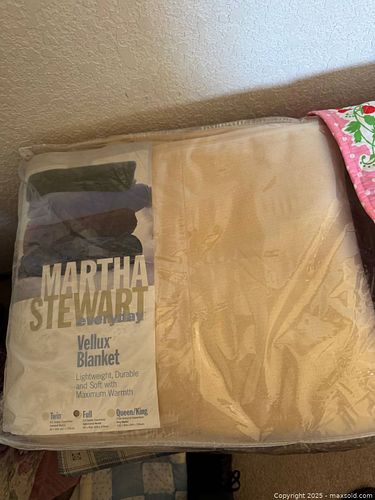 MARTHA
STEWART
everyday
Vellux
Blanket
Lightweight, Durable
and Soft with
Maximum Warmth
Twin
Full
Queen/King
Copyright 2025 - maxsold.com